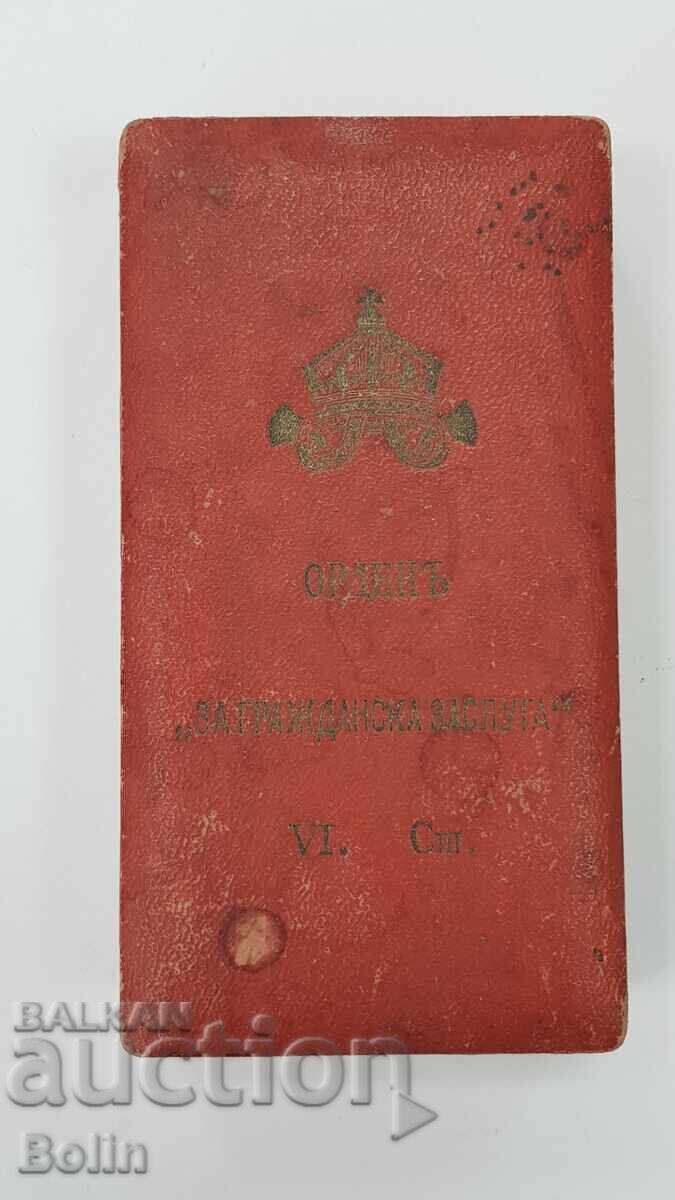 ОРДЕНЪ
„ЗА ГРАЖДАНСКА ЗАСЛУГА“
VI. Ст.
BALKAN
auction
Bolin